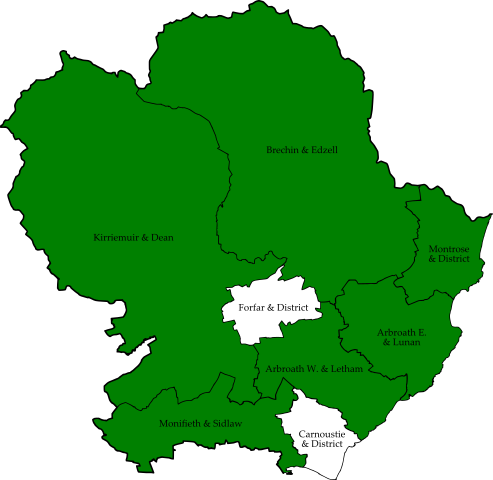 Brechin & Edzell
Kirriemuir & Dean
Montrose
& District
Forfar & District
Arbroath E.
& Lunan
Arbroath W. & Letham
Monifieth & Sidlaw
Carnoustie
& District